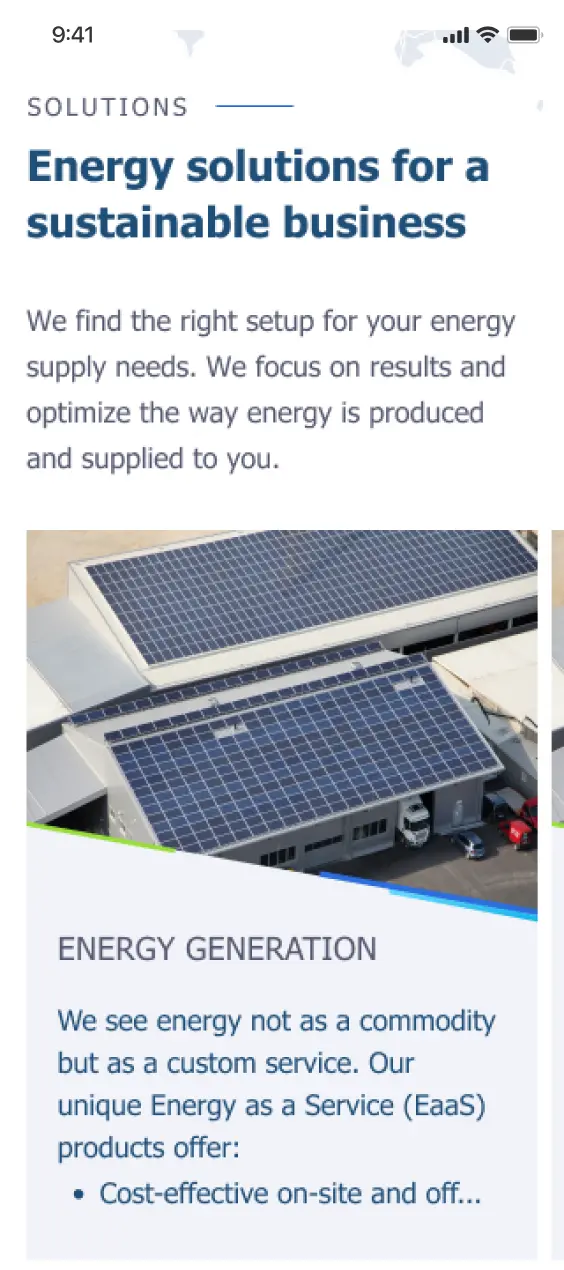 9:41
SOLUTIONS
Energy solutions for a
sustainable business
We find the right setup for your energy
supply needs. We focus on results and
optimize the way energy is produced
and supplied to you.
ENERGY GENERATION
We see energy not as a commodity
but as a custom service. Our
unique Energy as a Service (EaaS)
products offer:
• Cost-effective on-site and off...